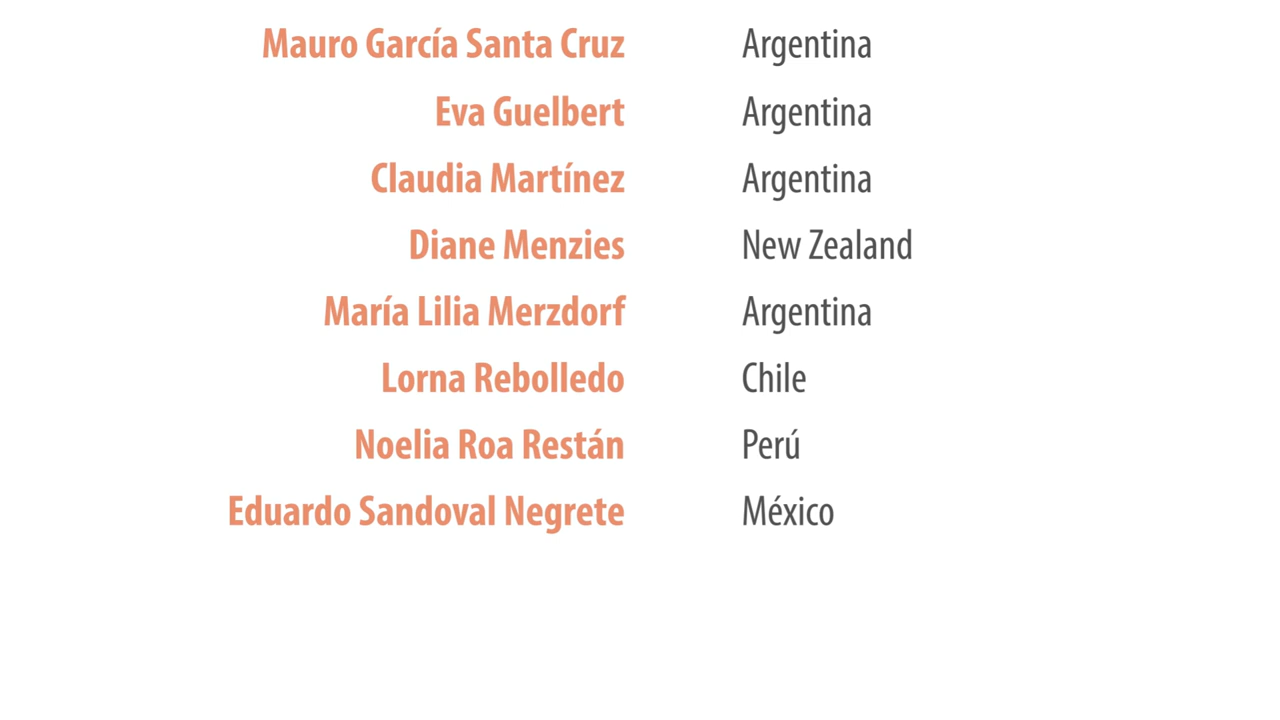 Mauro García Santa Cruz Argentina
Eva Guelbert Argentina
Claudia Martínez Argentina
Diane Menzies New Zealand
María Lilia Merzdorf Argentina
Lorna Rebolledo Chile
Noelia Roa Restán Perú
Eduardo Sandoval Negrete México